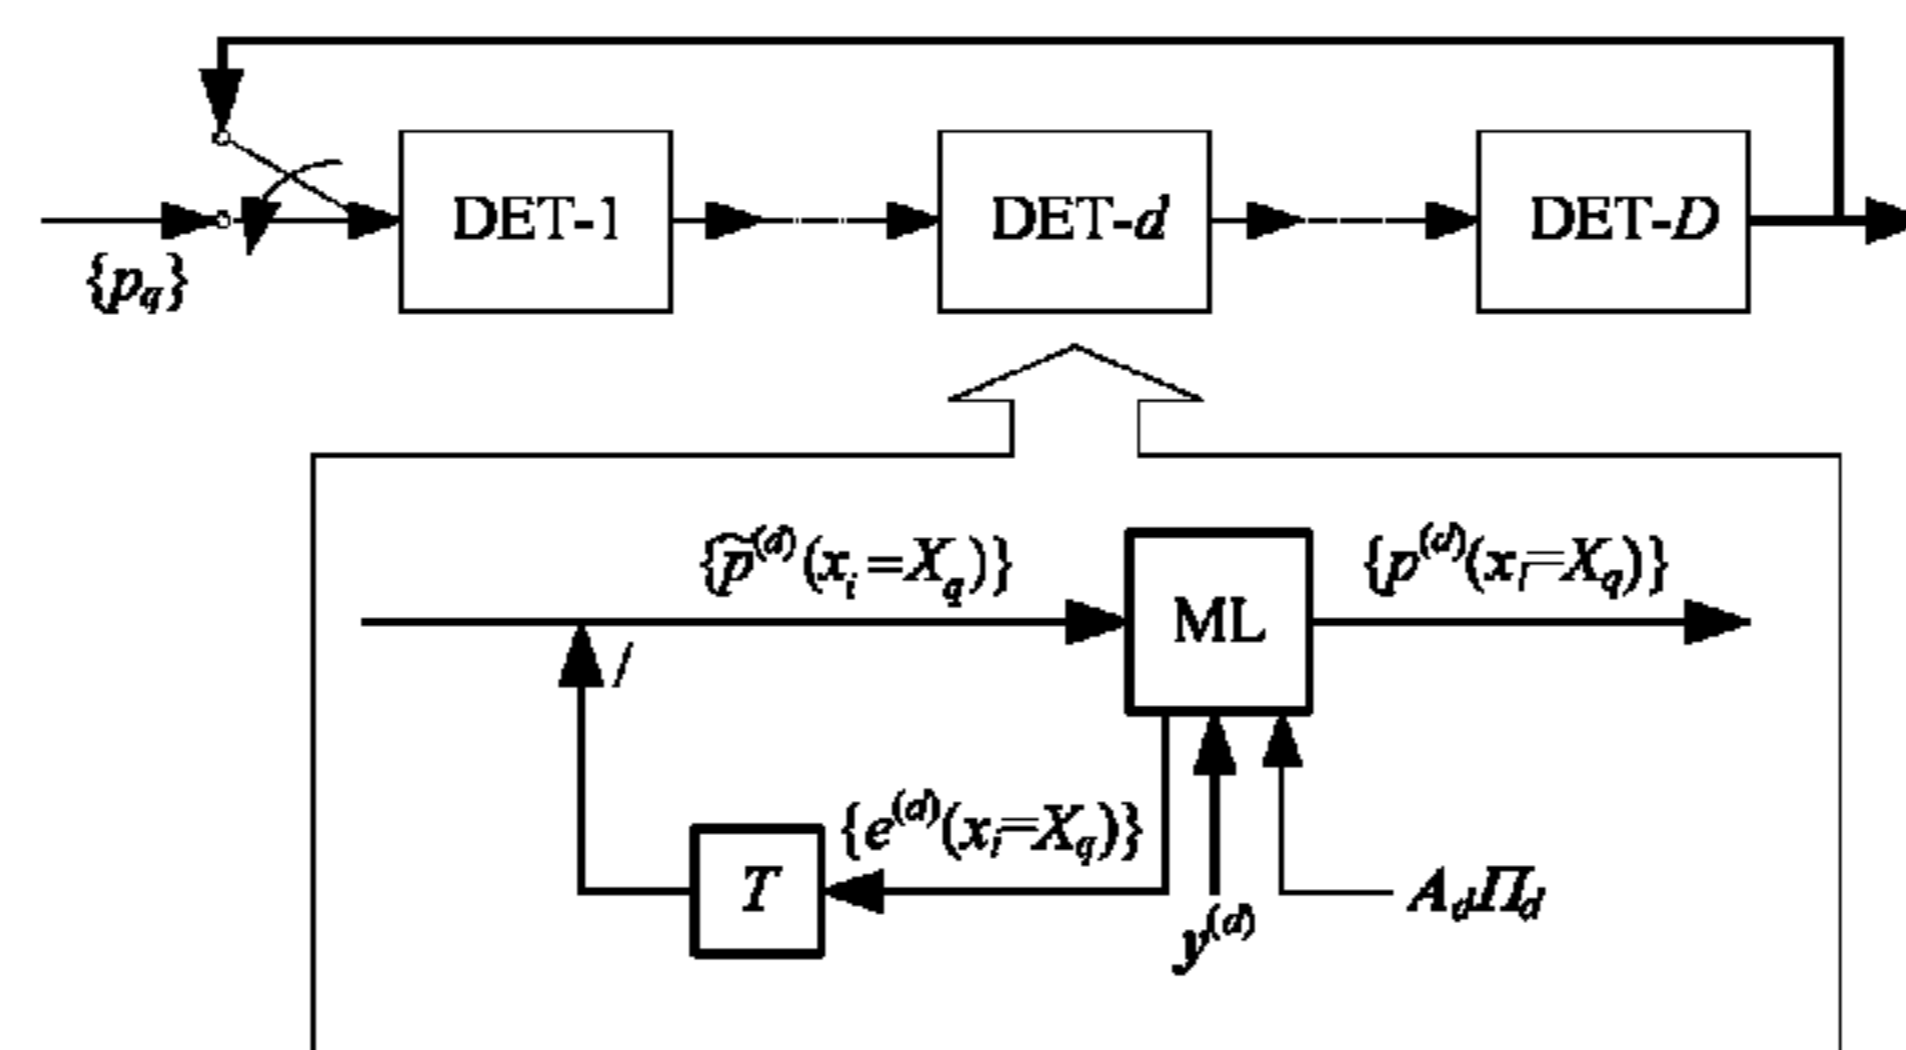 DET-1
DET-d
DET-D
{p_q}
{p̃^(d)(x_i=X_q)}
ML
{p^(d)(x_i=X_q)}
/
{e^(d)(x_i=X_q)}
T
A_dΠ_d
y^(d)